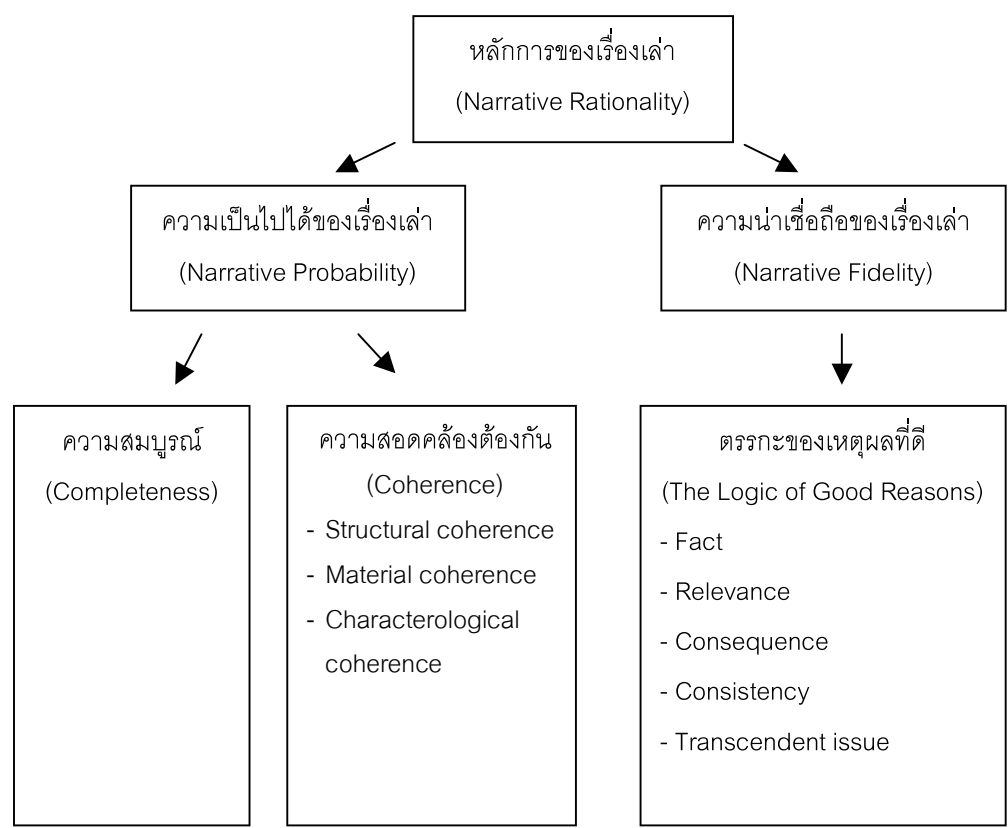 หลักการของเรื่องเล่า
(Narrative Rationality)
ความเป็นไปได้ของเรื่องเล่า
(Narrative Probability)
ความน่าเชื่อถือของเรื่องเล่า
(Narrative Fidelity)
ความสมบูรณ์
(Completeness)
ความสอดคล้องต้องกัน
(Coherence)
- Structural coherence
- Material coherence
- Characterological
coherence
ตรรกะของเหตุผลที่ดี
(The Logic of Good Reasons)
- Fact
- Relevance
- Consequence
- Consistency
- Transcendent issue